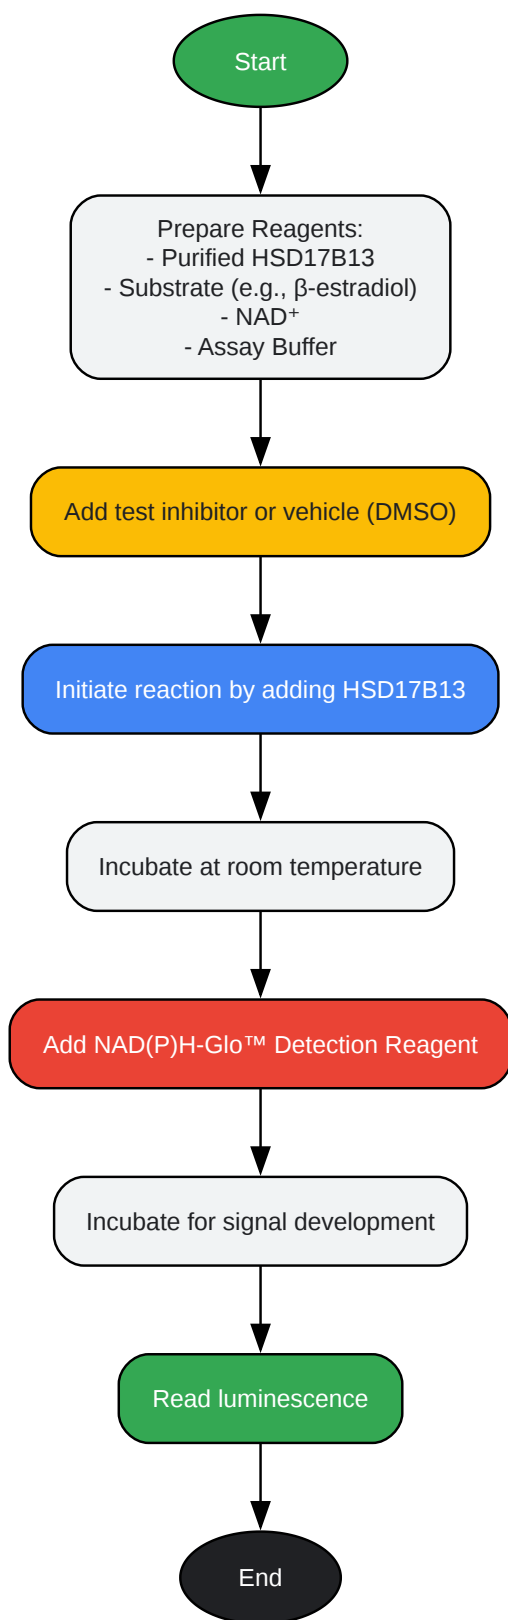 Start
Prepare Reagents:
- Purified HSD17B13
- Substrate (e.g., β-estradiol)
- NAD⁺
- Assay Buffer
Add test inhibitor or vehicle (DMSO)
Initiate reaction by adding HSD17B13
Incubate at room temperature
Add NAD(P)H-Glo™ Detection Reagent
Incubate for signal development
Read luminescence
End